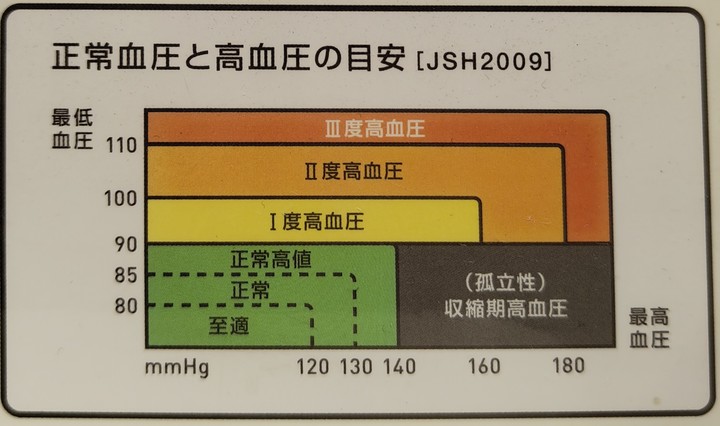 正常血圧と高血圧の目安 [JSH2009]
最低
血圧
110
100
90
85
80
Ⅲ度高血圧
Ⅱ度高血圧
Ⅰ度高血圧
正常高値
正常
至適
(孤立性)
収縮期高血圧
最高
血圧
mmHg 120 130 140 160 180